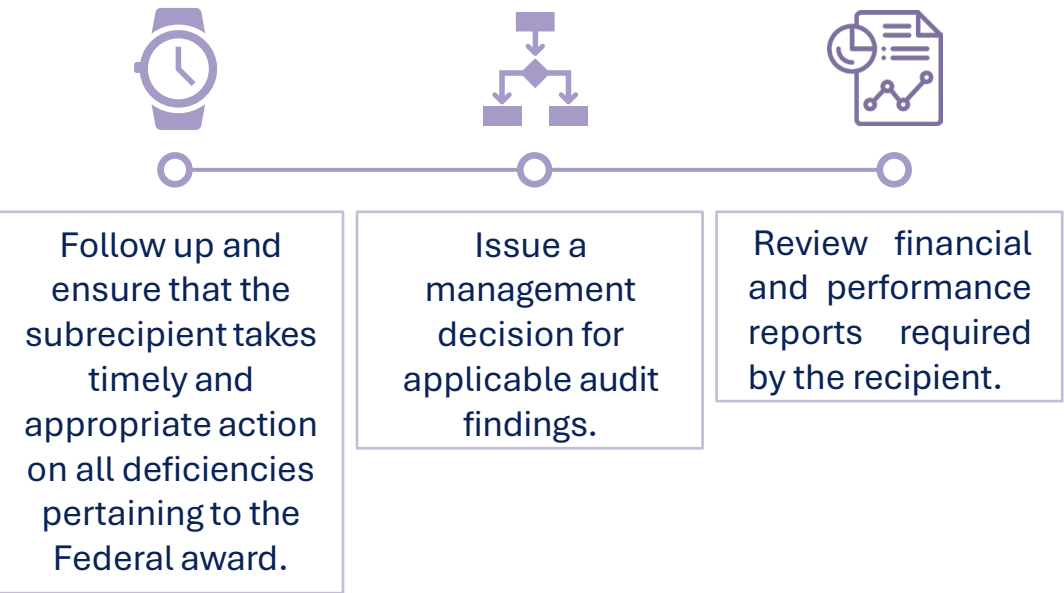 Follow up and
ensure that the
subrecipient takes
timely and
appropriate action
on all deficiencies
pertaining to the
Federal award.
Issue a
management
decision for
applicable audit
findings.
Review financial
and performance
reports required
by the recipient.